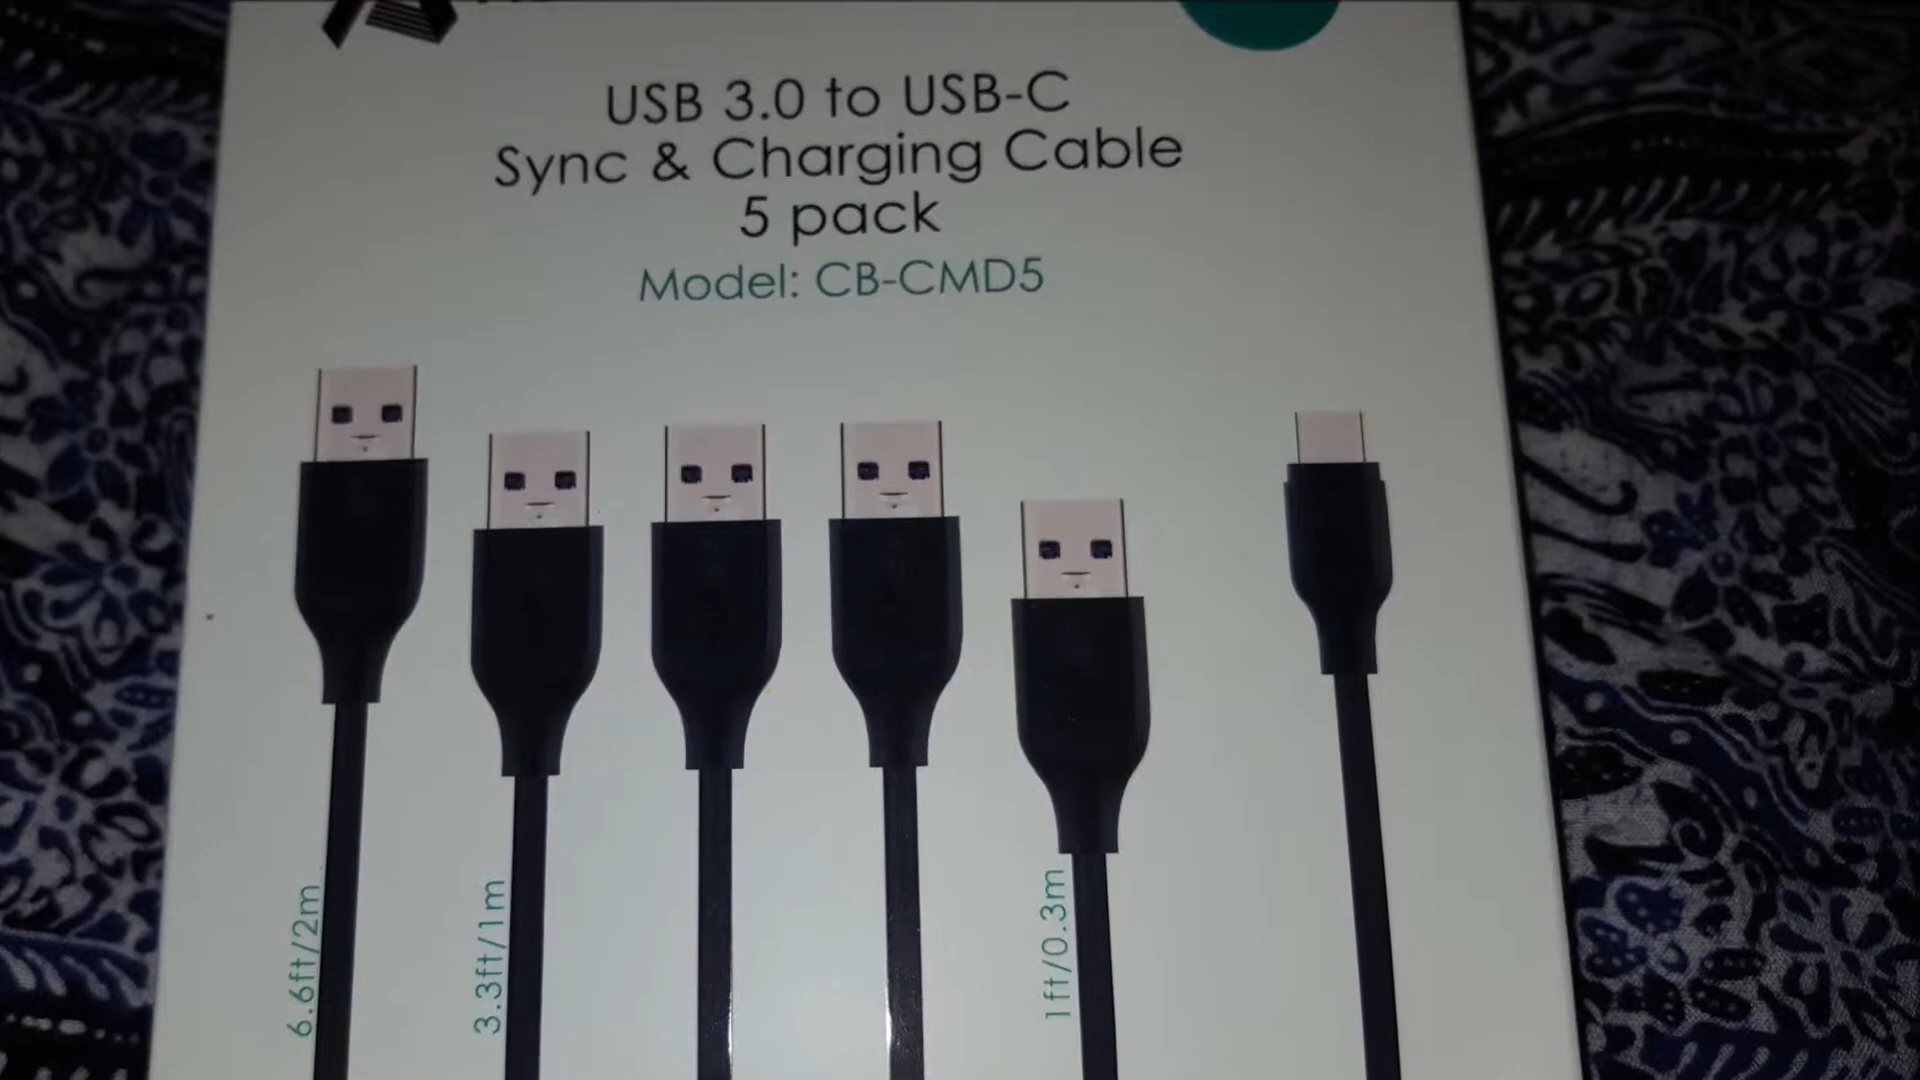 USB 3.0 to USB-C
Sync & Charging Cable
5 pack
Model: CB-CMD5
6.6ft/2m
3.3ft/1m
1ft/0.3m